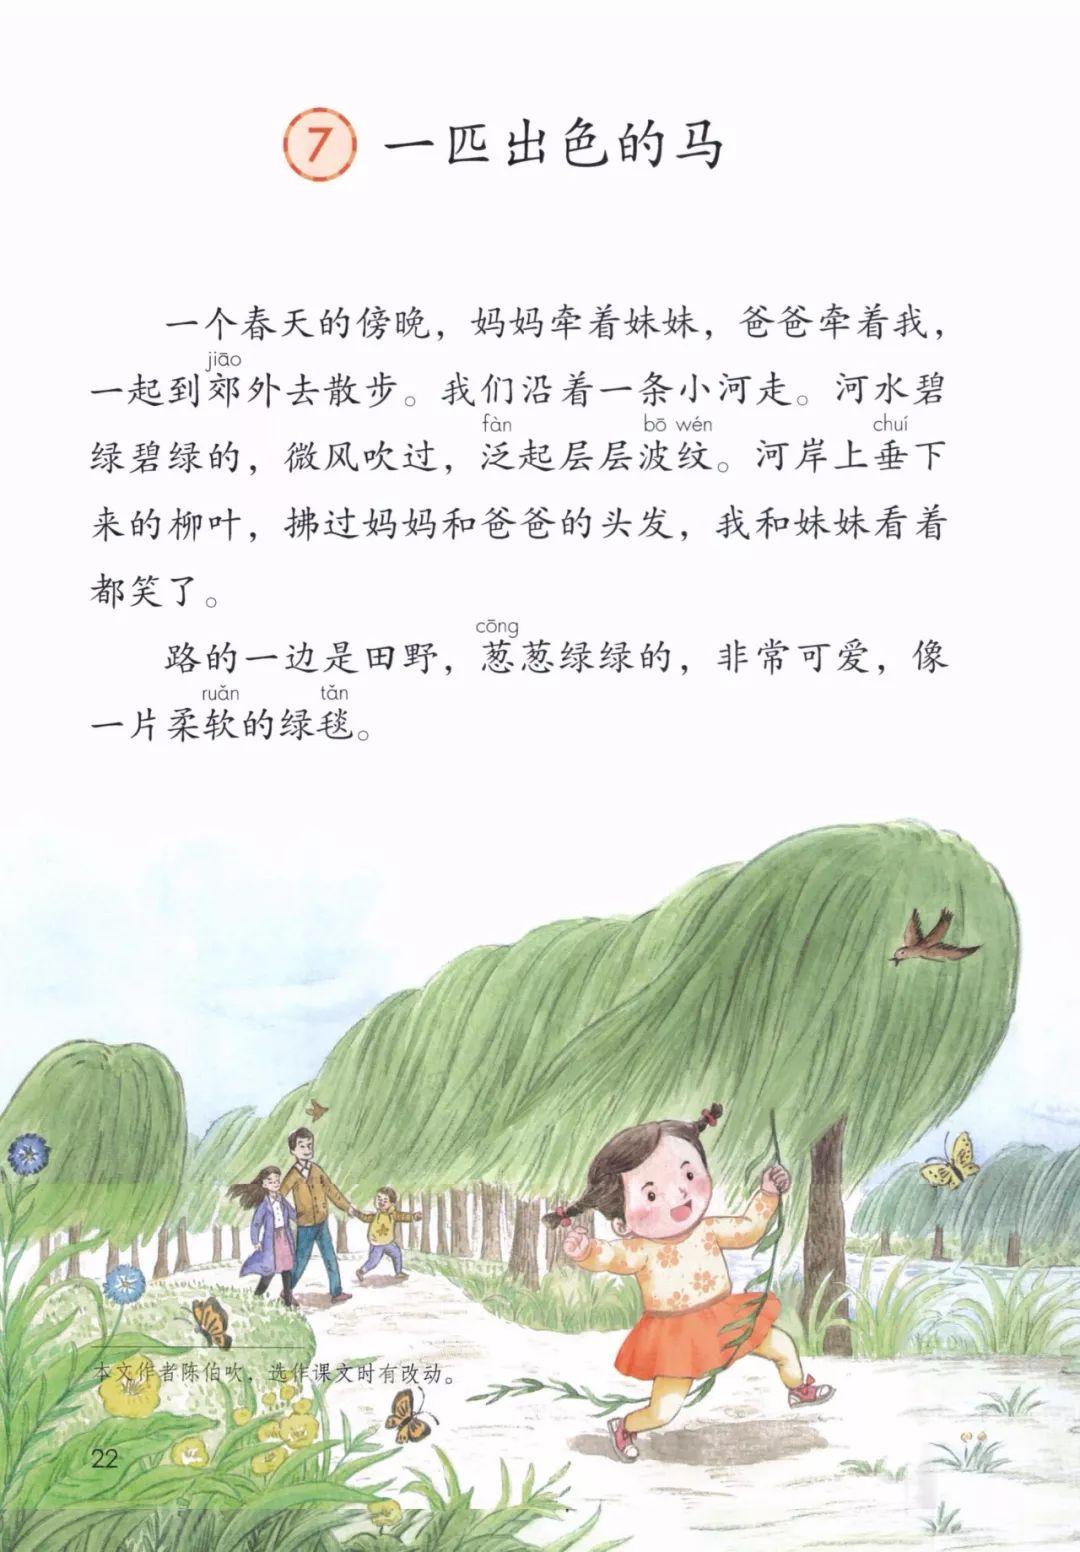 7 一匹出色的马
一个春天的傍晚，妈妈牵着妹妹，爸爸牵着我，
jiāo
一起到郊外去散步。我们沿着一条小河走。河水碧
fàn bō wén chuí
绿碧绿的，微风吹过，泛起层层波纹。河岸上垂下
来的柳叶，拂过妈妈和爸爸的头发，我和妹妹看着
都笑了。
cōng
路的一边是田野，葱葱绿绿的，非常可爱，像
ruǎn tǎn
一片柔软的绿毯。
本文作者陈伯吹，选作课文时有改动。
22